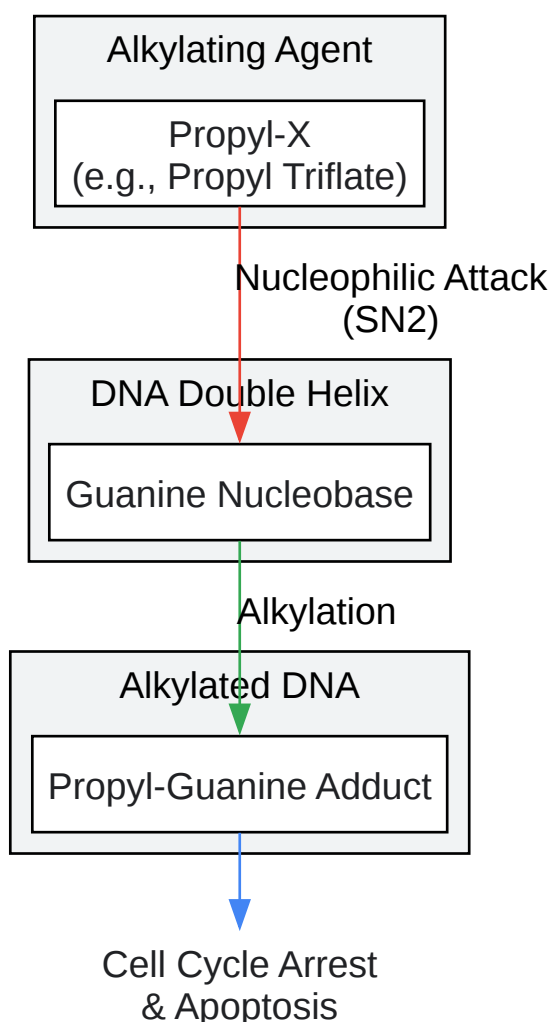 Alkylating Agent
Propyl-X
(e.g., Propyl Triflate)
Nucleophilic Attack
(SN2)
DNA Double Helix
Guanine Nucleobase
Alkylation
Alkylated DNA
Propyl-Guanine Adduct
Cell Cycle Arrest
& Apoptosis